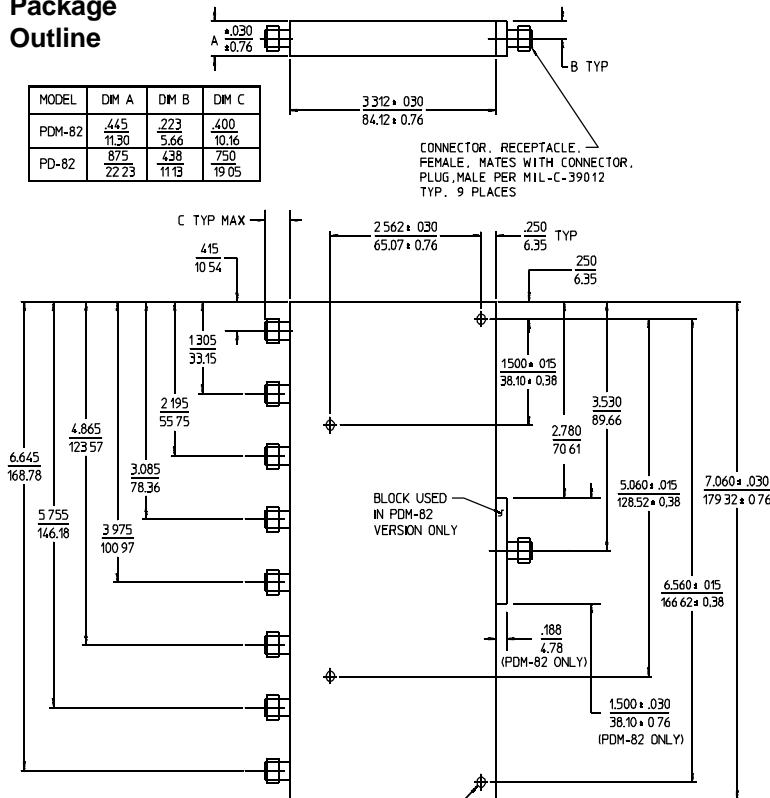 Package
Outline
A ±.030
±0.76
B TYP
3.312± 030
84.12± 0.76
MODEL DIM A DIM B DIM C
PDM-82 .445 .223 .400
11.30 5.66 10.16
PD-82 875 438 750
22 23 11 13 19 05
CONNECTOR, RECEPTACLE,
FEMALE, MATES WITH CONNECTOR,
PLUG,MALE PER MIL-C-39012
TYP. 9 PLACES
C TYP MAX
2 562± 030
65.07± 0.76
.250 TYP
6.35
415
10 54
250
6.35
1 305
33.15
1500± 015
38.10± 0.38
3.530
89.66
2 195
55 75
4.865
123 57
2.780
70 61
6.645
168.78
3.085
78.36
5.060± .015
128.52± 0.38
7.060± .030
179 32± 0 76
5 755
146.18
BLOCK USED
IN PDM-82
VERSION ONLY
3 975
100 97
6.560± 015
166 62± 0.38
.188
4.78
(PDM-82 ONLY)
1.500± .030
38.10± 0 76
(PDM-82 ONLY)